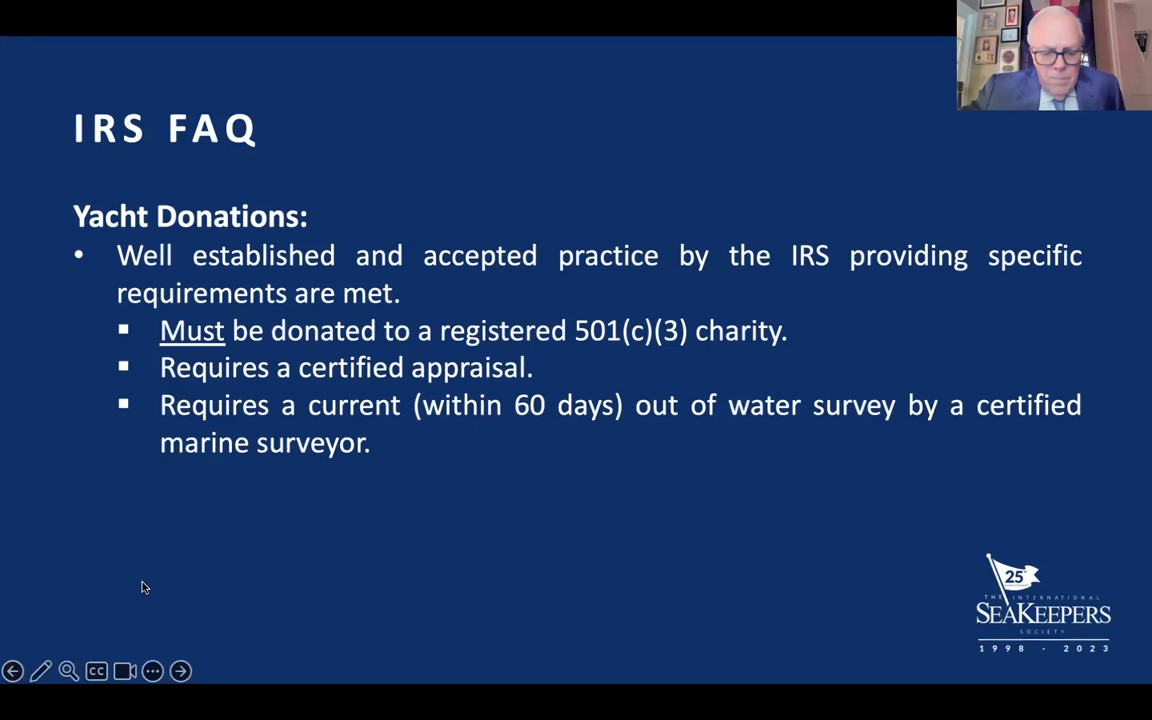 IRS FAQ
Yacht Donations:
• Well established and accepted practice by the IRS providing specific
requirements are met.
▪ Must be donated to a registered 501(c)(3) charity.
▪ Requires a certified appraisal.
▪ Requires a current (within 60 days) out of water survey by a certified
marine surveyor.
25
THE INTERNATIONAL
SEAKEEPERS
SOCIETY
1998 - 2023
CC